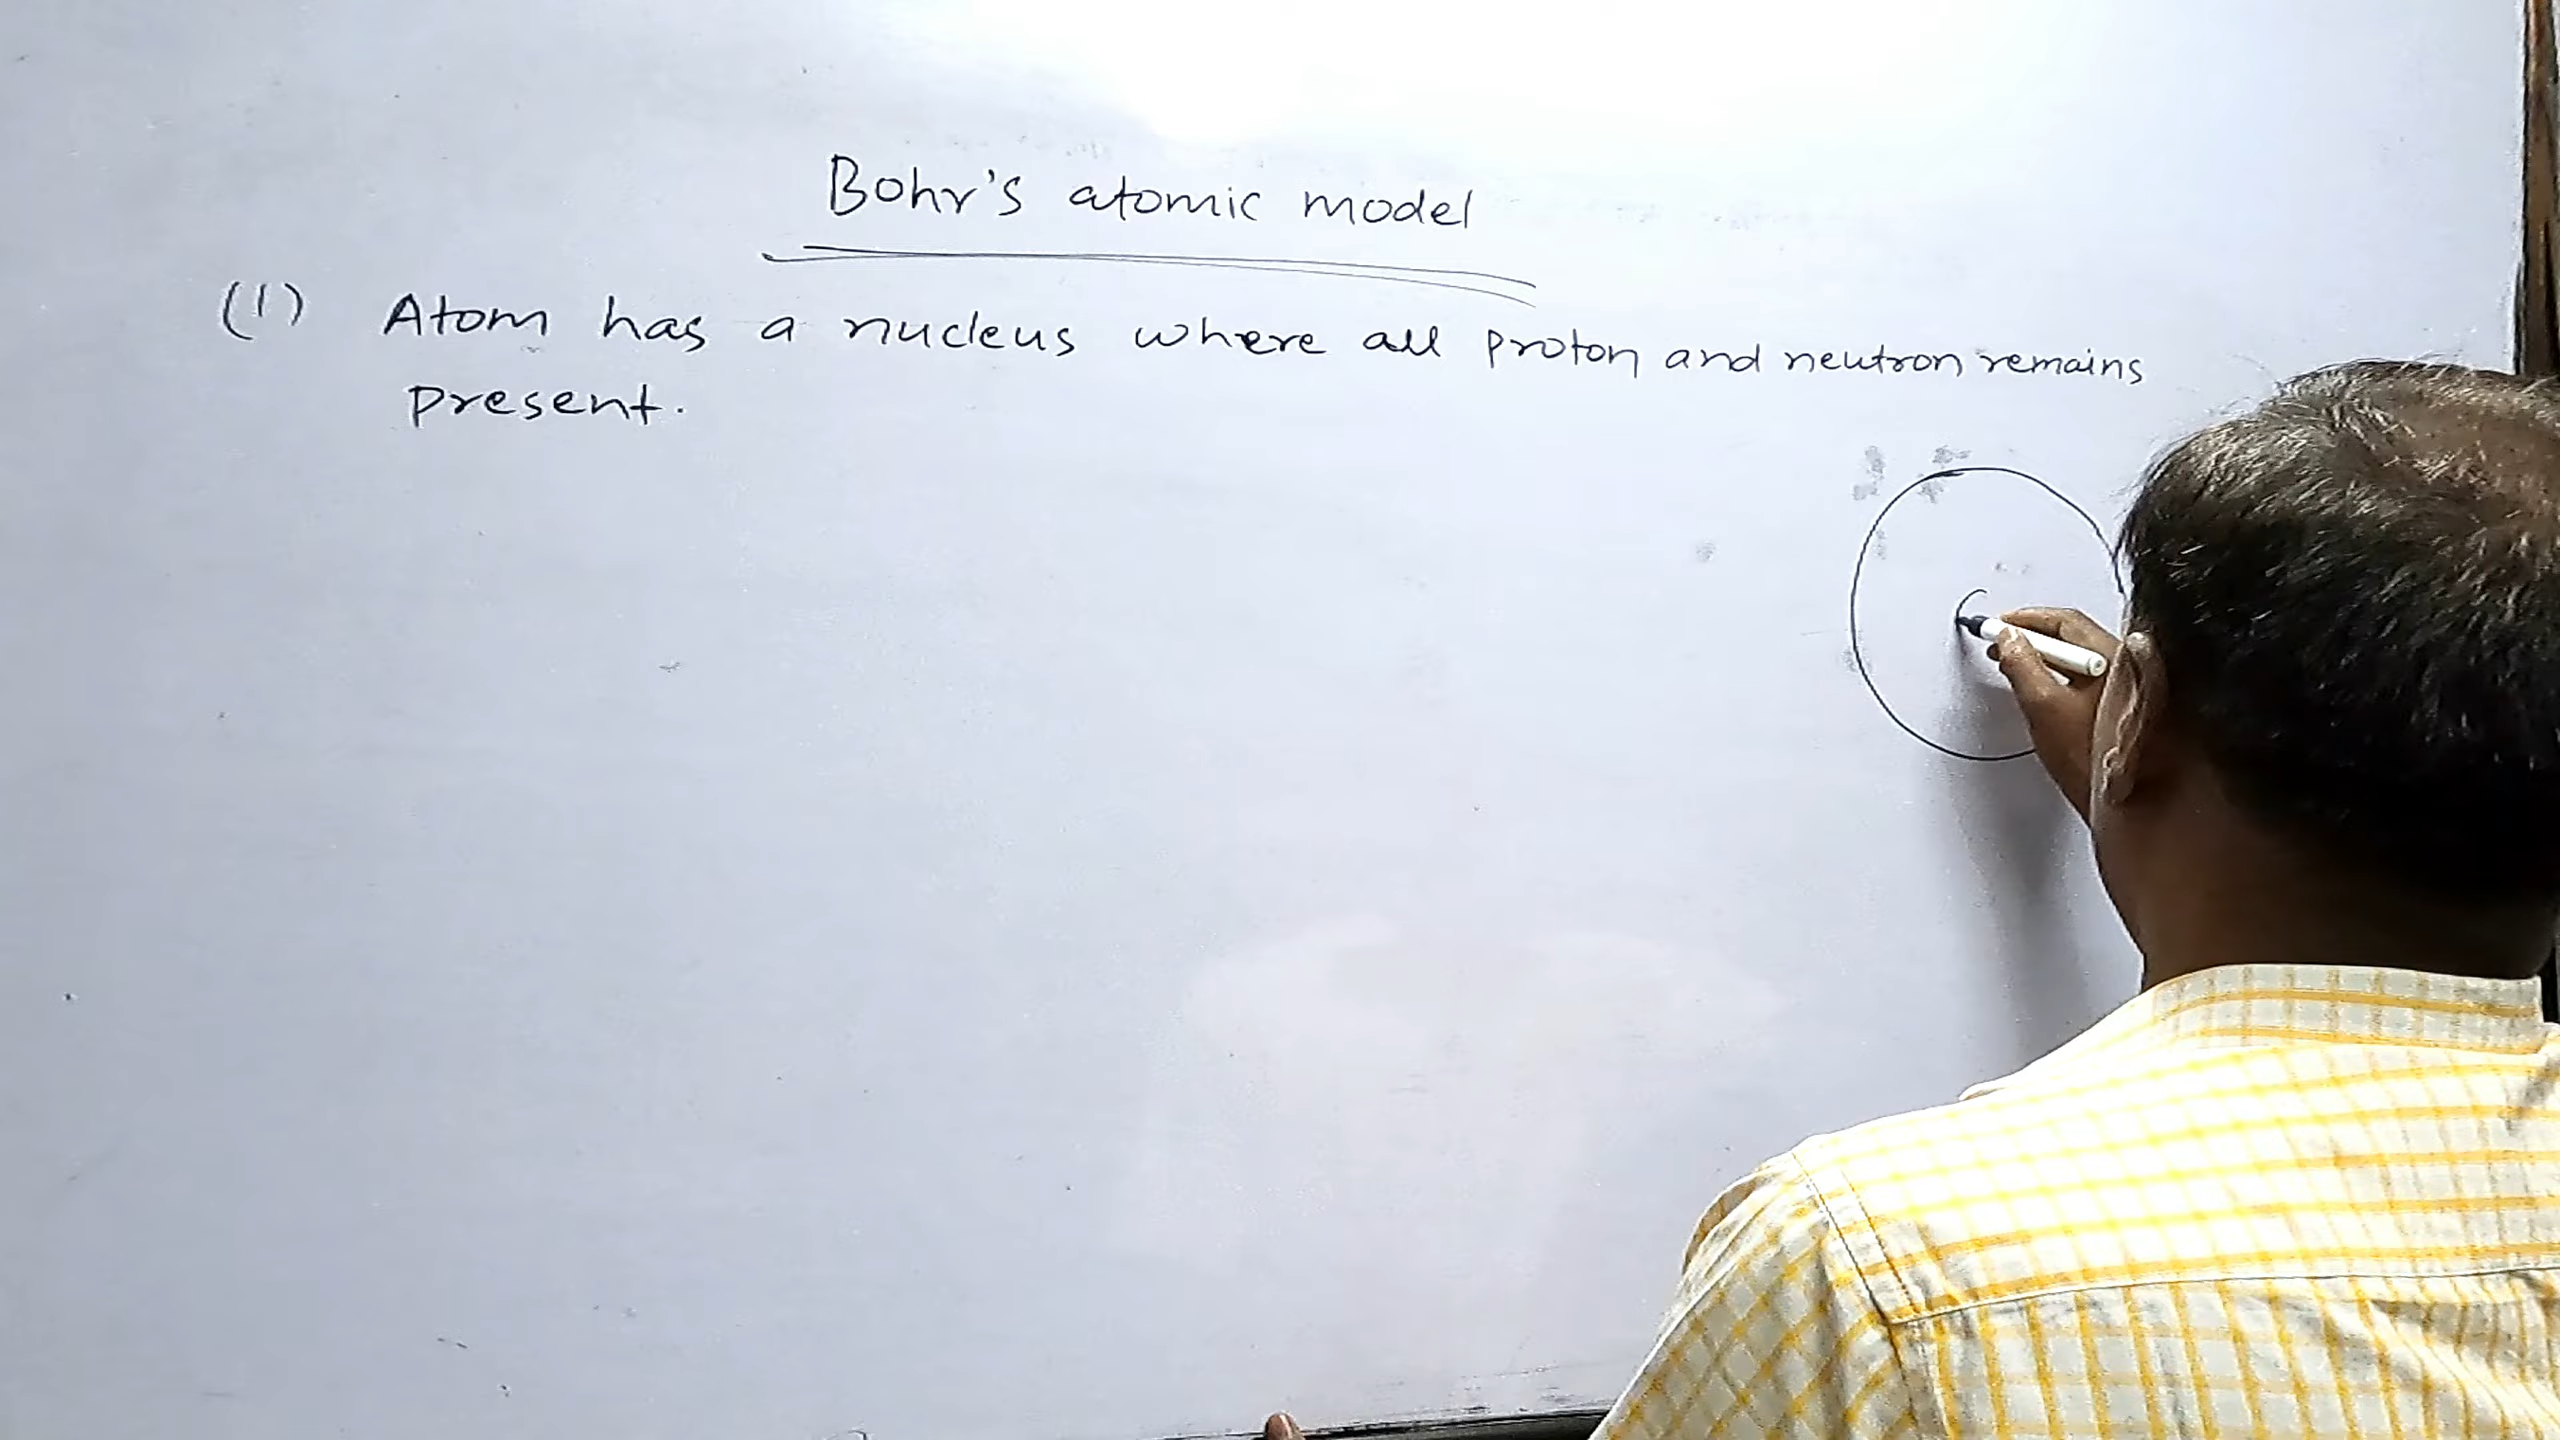 Bohr's atomic model
(1) Atom has a nucleus where all proton and neutron remains
present.